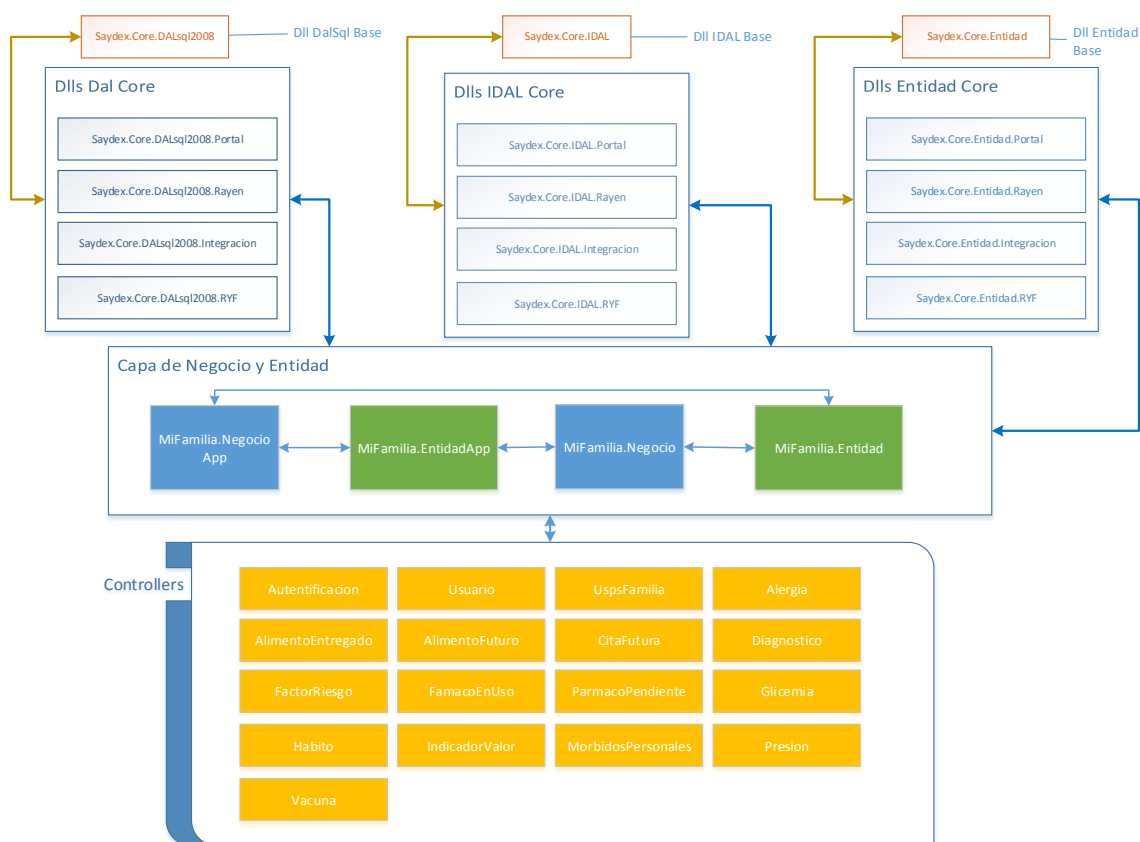 Saydex.Core.DALsql2008
Dll DalSql Base
Saydex.Core.IDAL
Dll IDAL Base
Saydex.Core.Entidad
Dll Entidad
Base
Dlls Dal Core
Saydex.Core.DALsql2008.Portal
Saydex.Core.DALsql2008.Rayen
Saydex.Core.DALsql2008.Integracion
Saydex.Core.DALsql2008.RYF
Dlls IDAL Core
Saydex.Core.IDAL.Portal
Saydex.Core.IDAL.Rayen
Saydex.Core.IDAL.Integracion
Saydex.Core.IDAL.RYF
Dlls Entidad Core
Saydex.Core.Entidad.Portal
Saydex.Core.Entidad.Rayen
Saydex.Core.Entidad.Integracion
Saydex.Core.Entidad.RYF
Capa de Negocio y Entidad
MiFamilia.Negocio
App
MiFamilia.EntidadApp
MiFamilia.Negocio
MiFamilia.Entidad
Controllers
Autentificacion
Usuario
UspsFamilia
Alergia
AlimentoEntregado
AlimentoFuturo
CitaFutura
Diagnostico
FactorRiesgo
FamacoEnUso
ParmacoPendiente
Glicemia
Habito
IndicadorValor
MorbidosPersonales
Presion
Vacuna